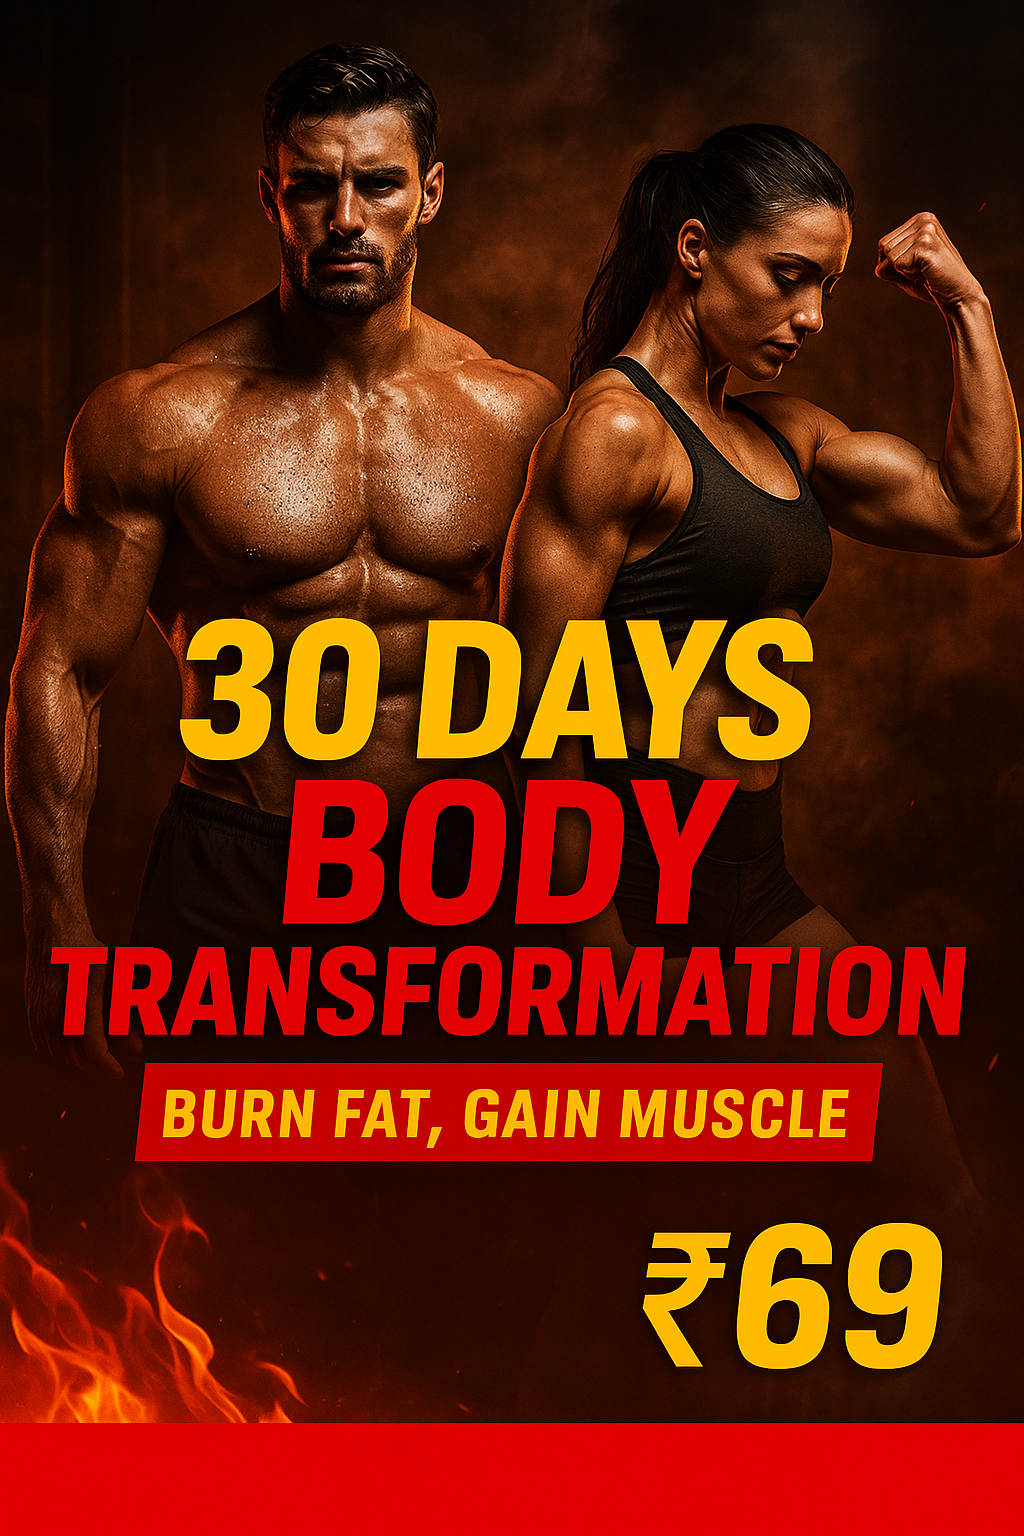 30 DAYS
BODY
TRANSFORMATION
BURN FAT, GAIN MUSCLE
₹69